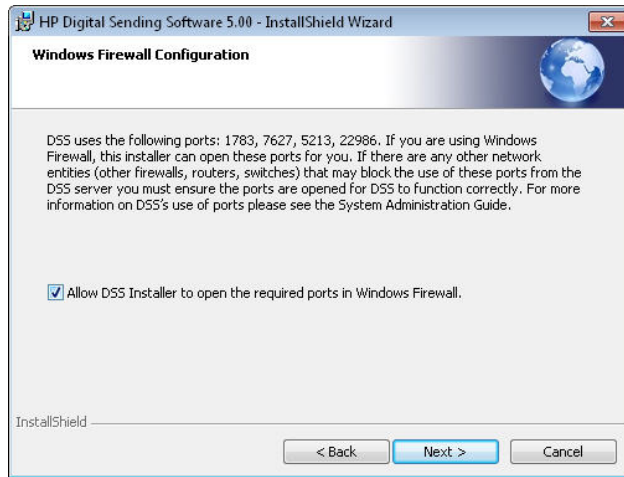 HP Digital Sending Software 5.00 - InstallShield Wizard
Windows Firewall Configuration
DSS uses the following ports: 1783, 7627, 5213, 22986. If you are using Windows
Firewall, this installer can open these ports for you. If there are any other network
entities (other firewalls, routers, switches) that may block the use of these ports from the
DSS server you must ensure the ports are opened for DSS to function correctly. For more
information on DSS's use of ports please see the System Administration Guide.
Allow DSS Installer to open the required ports in Windows Firewall.
InstallShield
< Back
Next >
Cancel